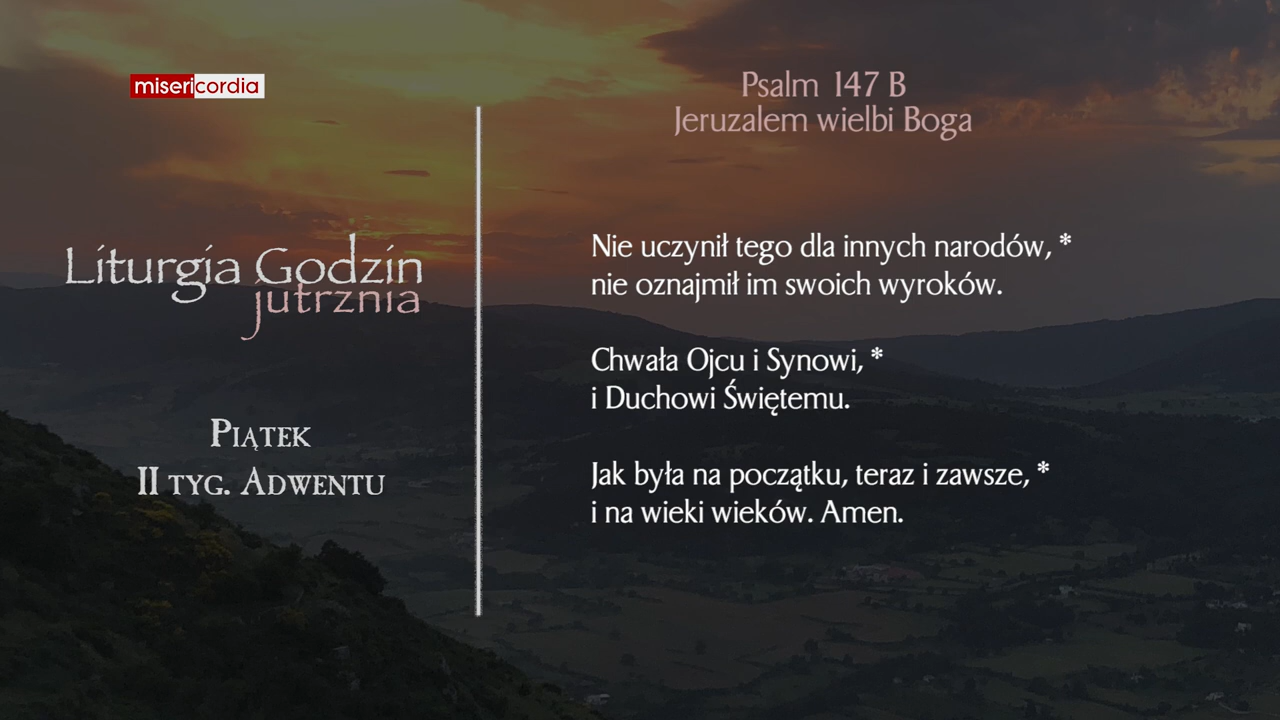 misericordia
Liturgia Godzin
jutrznia
Piątek
II tyg. Adwentu
Psalm 147 B
Jeruzalem wielbi Boga
Nie uczynił tego dla innych narodów, *
nie oznajmił im swoich wyroków.
Chwała Ojcu i Synowi, *
i Duchowi Świętemu.
Jak była na początku, teraz i zawsze, *
i na wieki wieków. Amen.